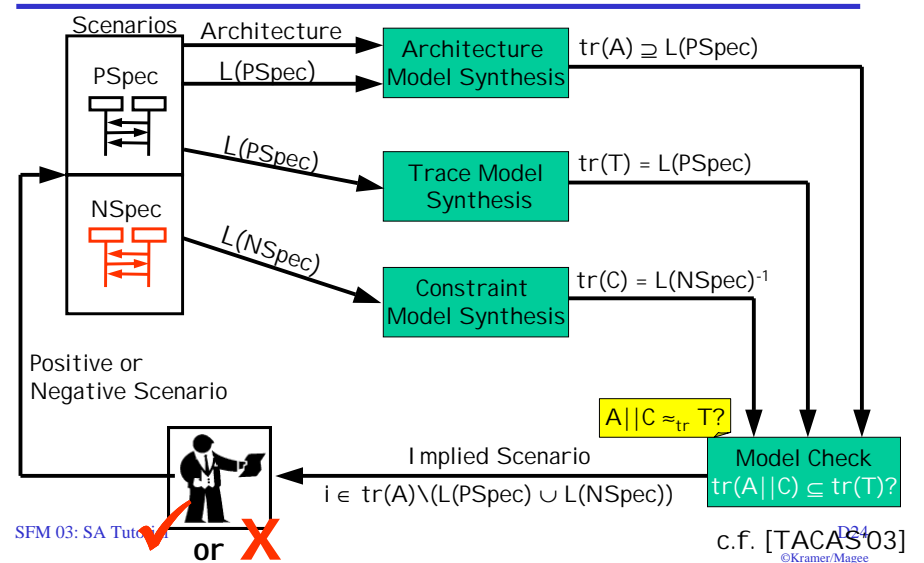 Scenarios
PSpec
NSpec
Architecture
L(PSpec)
Architecture
Model Synthesis
tr(A) ⊇ L(PSpec)
L(PSpec)
Trace Model
Synthesis
tr(T) = L(PSpec)
L(NSpec)
Constraint
Model Synthesis
tr(C) = L(NSpec)-1
Positive or
Negative Scenario
A||C ≈tr T?
Model Check
tr(A||C) ⊆ tr(T)?
Implied Scenario
i ∈ tr(A)\(L(PSpec) ∪ L(NSpec))
or
SFM 03: SA Tutorial
c.f. [TACAS'03]
D24
©Kramer/Magee